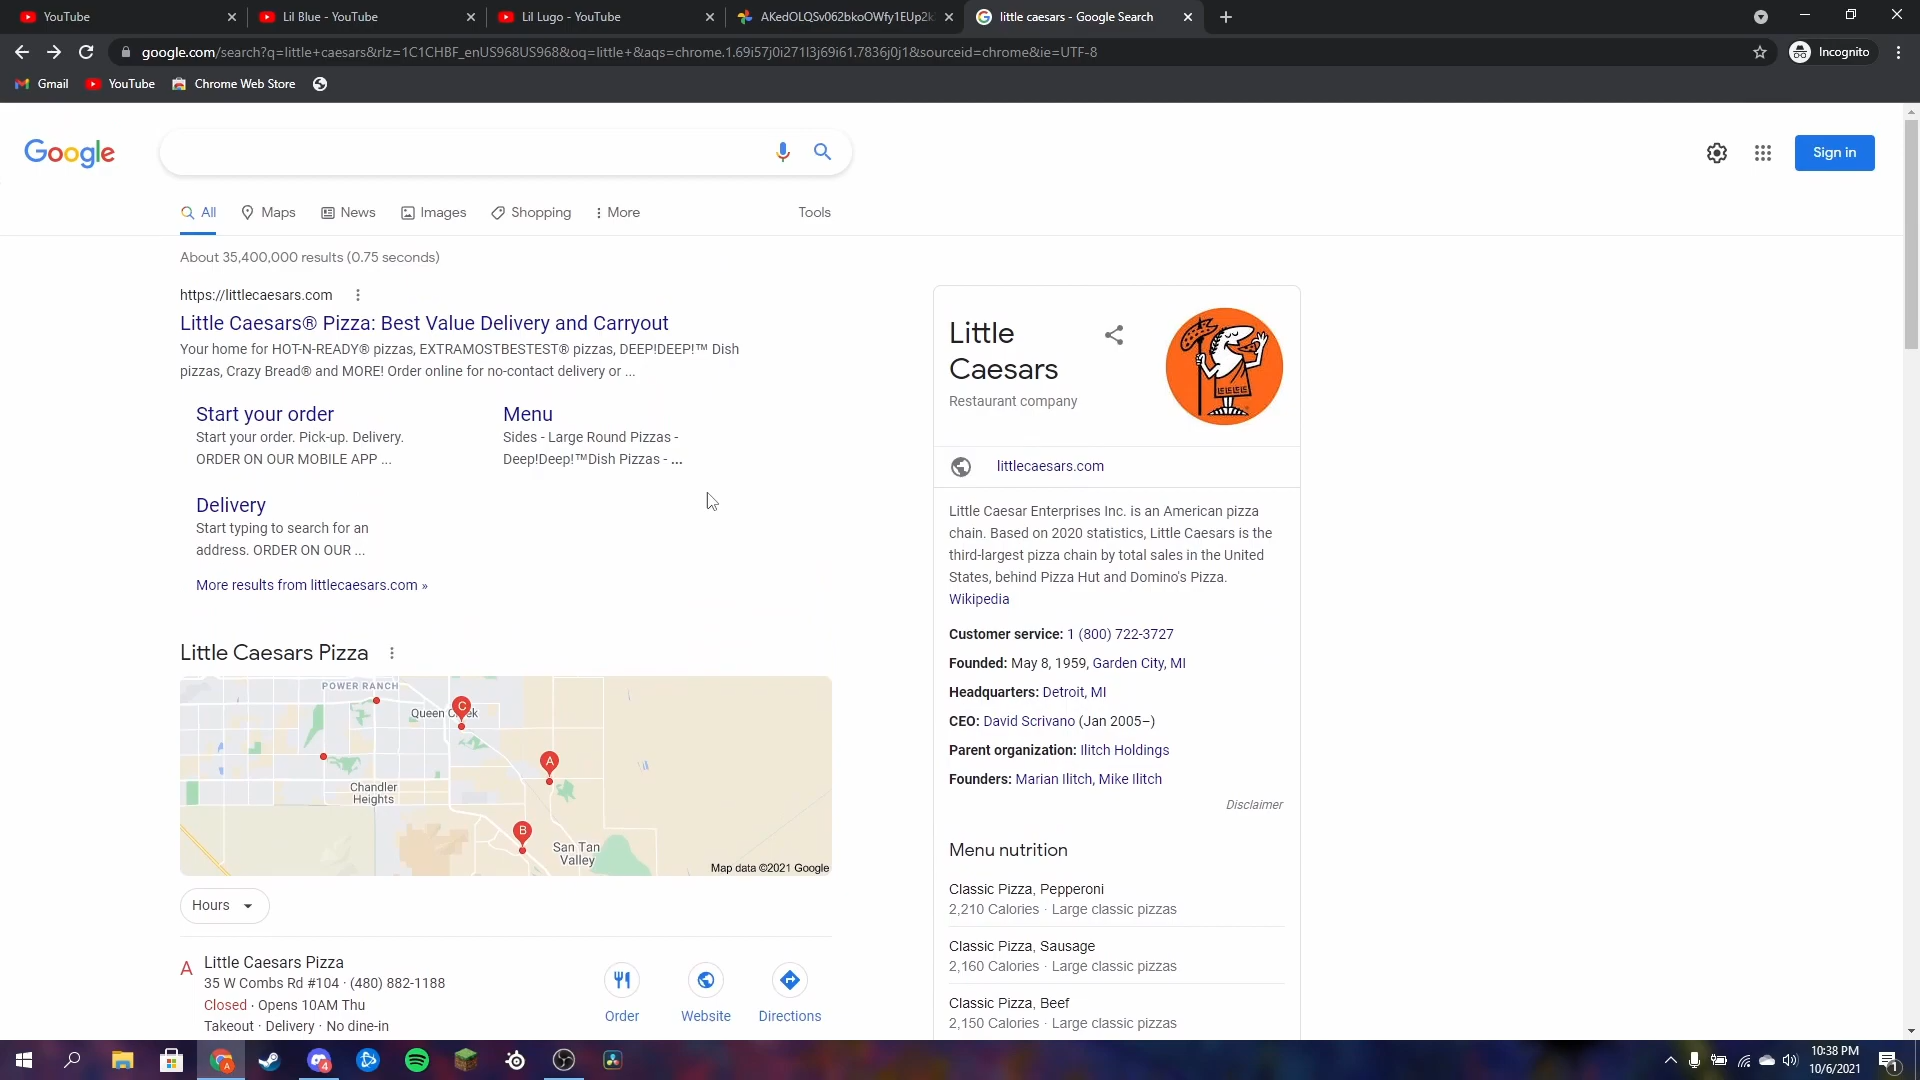 YouTube
Lil Blue - YouTube
Lil Lugo - YouTube
AKedOLQSv062bkoOWfy1EUp2k
little caesars - Google Search
google.com/search?q=little+caesars&rlz=1C1CHBF_enUS968US968&oq=little+&aqs=chrome.1.69i57j0i271l3j69i61.7836j0j1&sourceid=chrome&ie=UTF-8
Incognito
Gmail
YouTube
Chrome Web Store
Google
Sign in
All
Maps
News
Images
Shopping
More
Tools
About 35,400,000 results (0.75 seconds)
https://littlecaesars.com
Little Caesars® Pizza: Best Value Delivery and Carryout
Your home for HOT-N-READY® pizzas, EXTRAMOSTBESTEST® pizzas, DEEP!DEEP!™ Dish
pizzas, Crazy Bread® and MORE! Order online for no-contact delivery or ...
Start your order
Start your order. Pick-up. Delivery.
ORDER ON OUR MOBILE APP ...
Menu
Sides - Large Round Pizzas -
Deep!Deep!™Dish Pizzas - ...
Delivery
Start typing to search for an
address. ORDER ON OUR ...
More results from littlecaesars.com »
Little Caesars Pizza
POWER RANCH
Queen Creek
C
A
Chandler
Heights
B
San Tan
Valley
Map data ©2021 Google
Hours
A
Little Caesars Pizza
35 W Combs Rd #104 · (480) 882-1188
Closed · Opens 10AM Thu
Takeout · Delivery · No dine-in
Order
Website
Directions
Little
Caesars
Restaurant company
littlecaesars.com
Little Caesar Enterprises Inc. is an American pizza
chain. Based on 2020 statistics, Little Caesars is the
third-largest pizza chain by total sales in the United
States, behind Pizza Hut and Domino's Pizza.
Wikipedia
Customer service: 1 (800) 722-3727
Founded: May 8, 1959, Garden City, MI
Headquarters: Detroit, MI
CEO: David Scrivano (Jan 2005–)
Parent organization: Ilitch Holdings
Founders: Marian Ilitch, Mike Ilitch
Disclaimer
Menu nutrition
Classic Pizza, Pepperoni
2,210 Calories · Large classic pizzas
Classic Pizza, Sausage
2,160 Calories · Large classic pizzas
Classic Pizza, Beef
2,150 Calories · Large classic pizzas
A
4
10:38 PM
10/6/2021
1